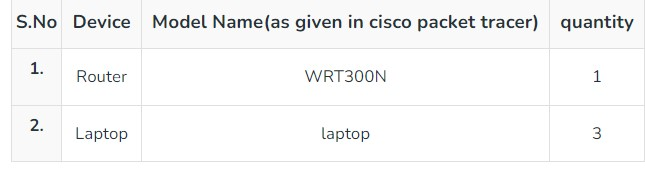 S.No Device Model Name(as given in cisco packet tracer) quantity
1. Router WRT300N 1
2. Laptop laptop 3